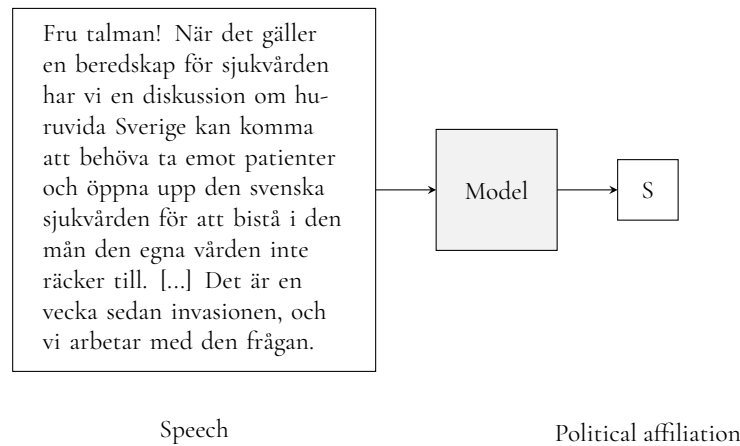 Fru talman! När det gäller
en beredskap för sjukvården
har vi en diskussion om hu-
ruvida Sverige kan komma
att behöva ta emot patienter
och öppna upp den svenska
sjukvården för att bistå i den
mån den egna vården inte
räcker till. [...] Det är en
vecka sedan invasionen, och
vi arbetar med den frågan.
Model
S
Speech
Political affiliation